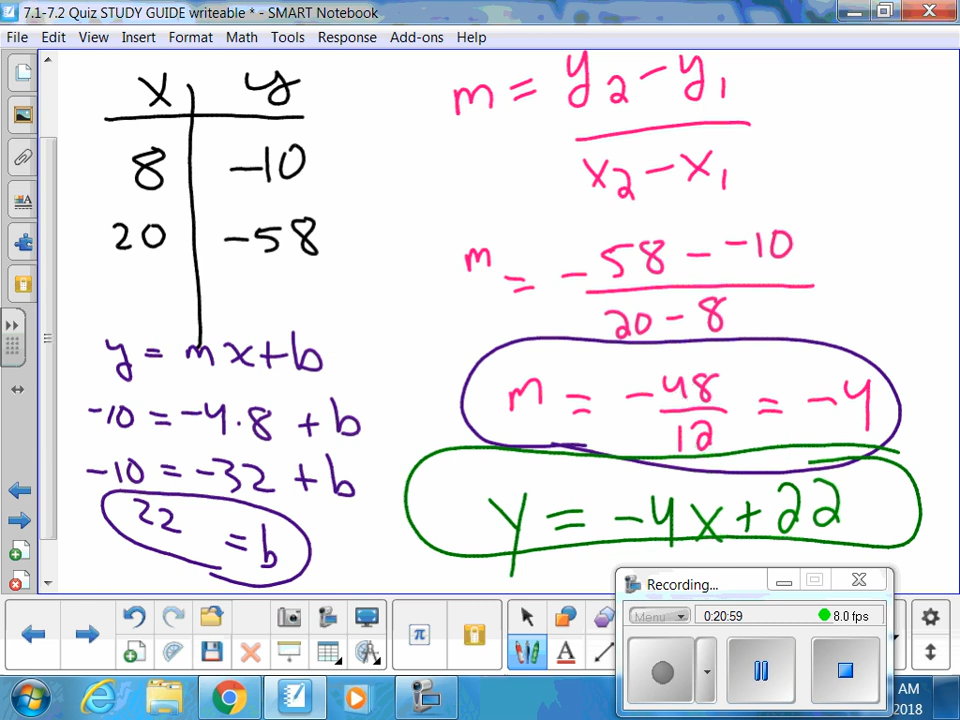 7.1-7.2 Quiz STUDY GUIDE writeable * - SMART Notebook
File Edit View Insert Format Math Tools Response Add-ons Help
x y
8 -10
20 -58
y = mx+b
-10 = -4·8 + b
-10 = -32 + b
22 = b
m = y2 - y1
x2 - x1
m = -58 - -10
20 - 8
m = -48 = -4
12
y = -4x+22
Recording...
Menu 0:20:59 8.0 fps
π
A
AM
2018